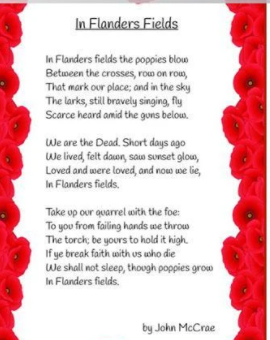 In Flanders Fields
In Flanders fields the poppies blow
Between the crosses, row on row,
That mark our place; and in the sky
The larks, still bravely singing, fly
Scarce heard amid the guns below.
We are the Dead. Short days ago
We lived, felt dawn, saw sunset glow,
Loved and were loved, and now we lie,
In Flanders fields.
Take up our quarrel with the foe:
To you from failing hands we throw
The torch; be yours to hold it high.
If ye break faith with us who die
We shall not sleep, though poppies grow
In Flanders fields.
by John McCrae